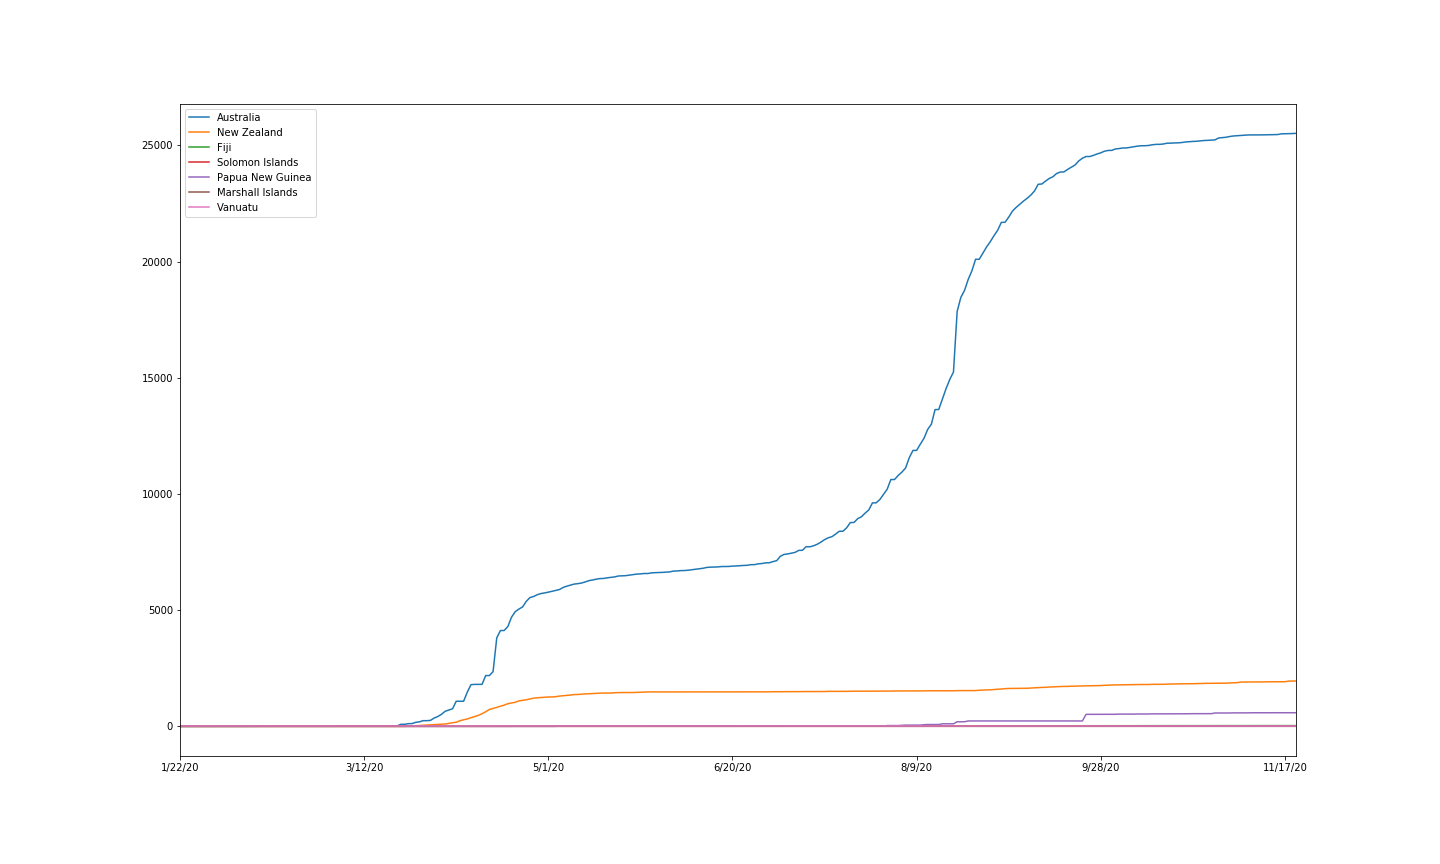 Australia
New Zealand
Fiji
Solomon Islands
Papua New Guinea
Marshall Islands
Vanuatu
25000
20000
15000
10000
5000
0
1/22/20 3/12/20 5/1/20 6/20/20 8/9/20 9/28/20 11/17/20